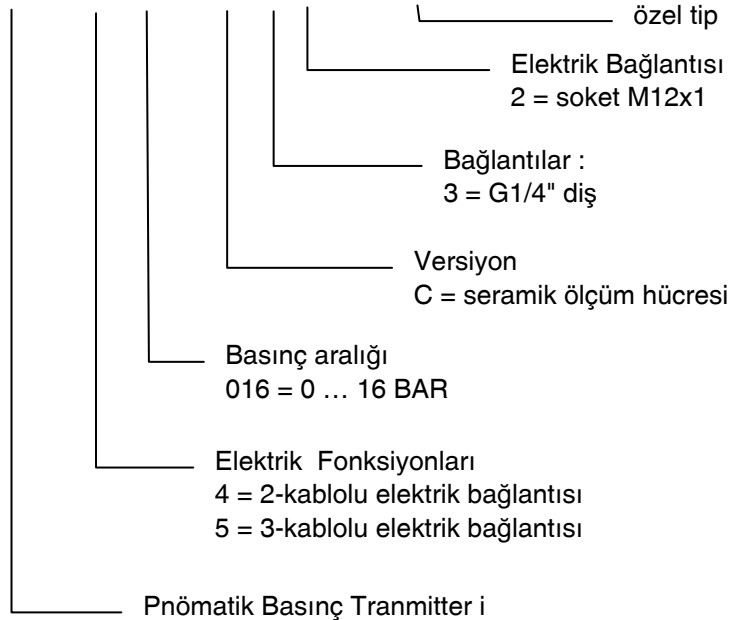 özel tip
Elektrik Bağlantısı
2 = soket M12x1
Bağlantılar :
3 = G1/4" diş
Versiyon
C = seramik ölçüm hücresi
Basınç aralığı
016 = 0 … 16 BAR
Elektrik  Fonksiyonları
4 = 2-kablolu elektrik bağlantısı
5 = 3-kablolu elektrik bağlantısı
Pnömatik Basınç Tranmitter i